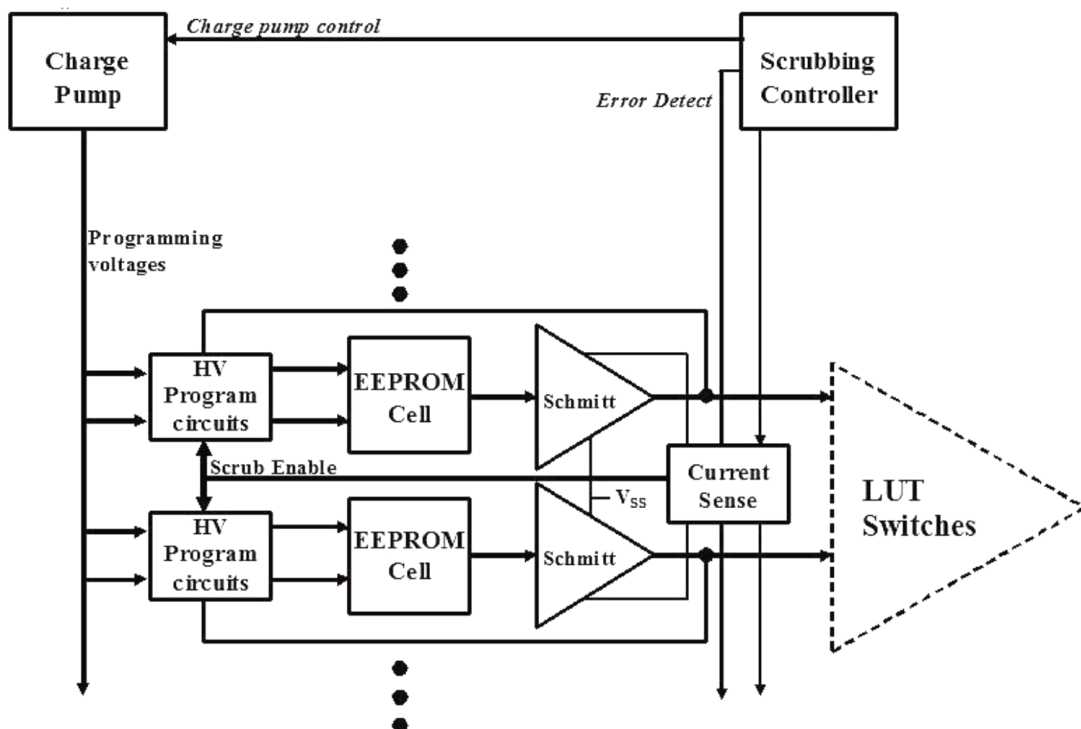 Charge pump control
Charge
Pump
Scrubbing
Controller
Error Detect
Programming
voltages
HV
Program
circuits
EEPROM
Cell
Schmitt
Scrub Enable
Current
Sense
VSS
LUT
Switches
HV
Program
circuits
EEPROM
Cell
Schmitt